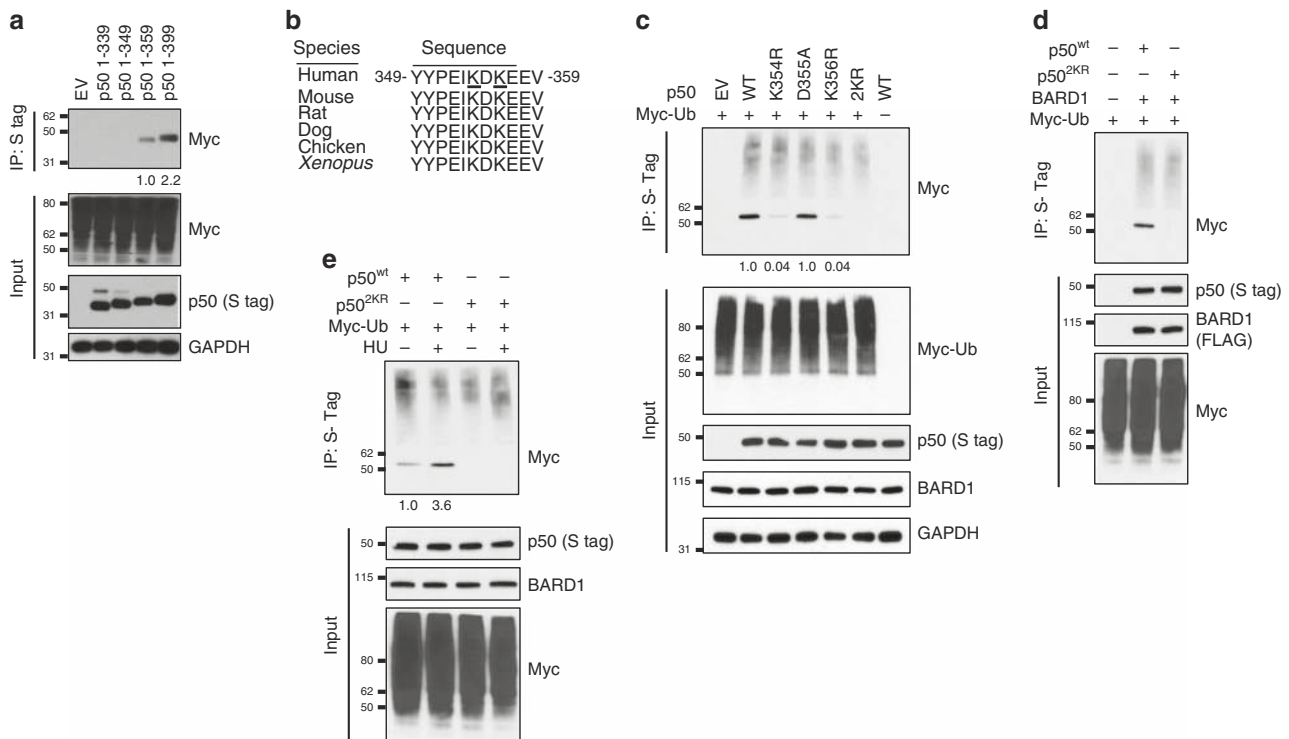 a
EV
p50 1-339
p50 1-349
p50 1-359
p50 1-399
IP: S tag
62
50
31
Myc
1.0 2.2
Input
80
62
50
Myc
50
31
p50 (S tag)
31
GAPDH
b
Species Sequence
Human 349- YYPEIKDKEEV -359
Mouse YYPEIKDKEEV
Rat YYPEIKDKEEV
Dog YYPEIKDKEEV
Chicken YYPEIKDKEEV
Xenopus YYPEIKDKEEV
c
p50 EV WT K354R D355A K356R 2KR WT
Myc-Ub + + + + + + –
IP: S- Tag
62
50
Myc
1.0 0.04 1.0 0.04
Input
80
62
50
Myc-Ub
50
p50 (S tag)
115
BARD1
31
GAPDH
d
p50wt – + –
p502KR – – +
BARD1 – + +
Myc-Ub + + +
IP: S- Tag
62
50
Myc
Input
50
p50 (S tag)
115
BARD1
(FLAG)
80
62
50
Myc
e
p50wt + + – –
p502KR – – + +
Myc-Ub + + + +
HU – + – +
IP: S- Tag
62
50
Myc
1.0 3.6
Input
50
p50 (S tag)
115
BARD1
80
62
50
Myc